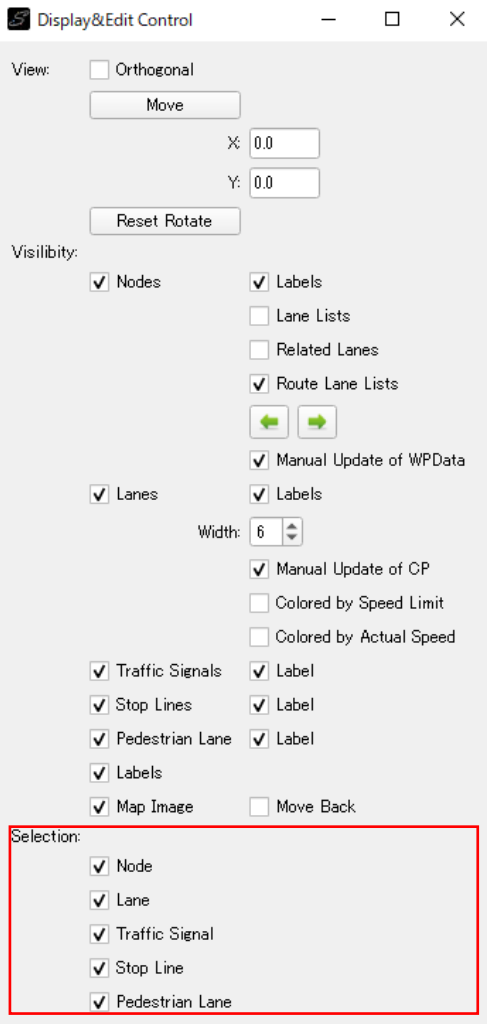 Display&Edit Control
View: Orthogonal
Move
X: 0.0
Y: 0.0
Reset Rotate
Visilibity:
Nodes Labels
Lane Lists
Related Lanes
Route Lane Lists
Manual Update of WPData
Lanes Labels
Width: 6
Manual Update of CP
Colored by Speed Limit
Colored by Actual Speed
Traffic Signals Label
Stop Lines Label
Pedestrian Lane Label
Labels
Map Image Move Back
Selection:
Node
Lane
Traffic Signal
Stop Line
Pedestrian Lane